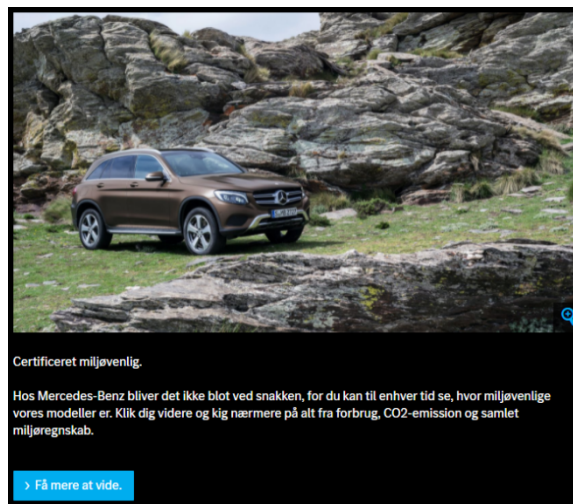 Certificeret miljøvenlig.
Hos Mercedes-Benz bliver det ikke blot ved snakken, for du kan til enhver tid se, hvor miljøvenlige
vores modeller er. Klik dig videre og kig nærmere på alt fra forbrug, CO2-emission og samlet
miljøregnskab.
> Få mere at vide.